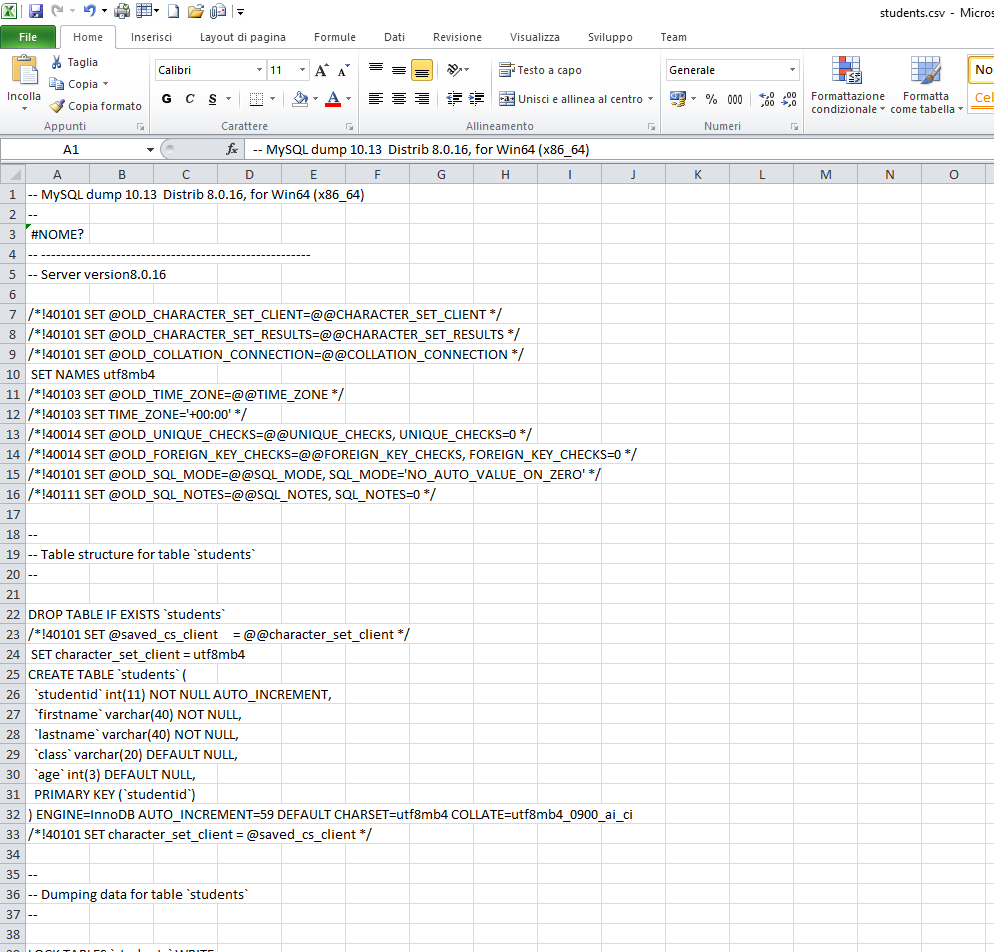 students.csv - Micros
File Home Inserisci Layout di pagina Formule Dati Revisione Visualizza Sviluppo Team
Incolla
Taglia
Copia
Copia formato
Appunti
Calibri 11 A A
G C S A
Carattere
Testo a capo
Unisci e allinea al centro
Allineamento
Generale
% 000 ,00 ,0 ,0 ,00
Numeri
Formattazione condizionale
Formatta come tabella
No
Cel
A1 fx -- MySQL dump 10.13 Distrib 8.0.16, for Win64 (x86_64)
A B C D E F G H I J K L M N O
1 -- MySQL dump 10.13 Distrib 8.0.16, for Win64 (x86_64)
2 --
3 #NOME?
4 -- ------------------------------------------------------
5 -- Server version8.0.16
6
7 /*!40101 SET @OLD_CHARACTER_SET_CLIENT=@@CHARACTER_SET_CLIENT */
8 /*!40101 SET @OLD_CHARACTER_SET_RESULTS=@@CHARACTER_SET_RESULTS */
9 /*!40101 SET @OLD_COLLATION_CONNECTION=@@COLLATION_CONNECTION */
10 SET NAMES utf8mb4
11 /*!40103 SET @OLD_TIME_ZONE=@@TIME_ZONE */
12 /*!40103 SET TIME_ZONE='+00:00' */
13 /*!40014 SET @OLD_UNIQUE_CHECKS=@@UNIQUE_CHECKS, UNIQUE_CHECKS=0 */
14 /*!40014 SET @OLD_FOREIGN_KEY_CHECKS=@@FOREIGN_KEY_CHECKS, FOREIGN_KEY_CHECKS=0 */
15 /*!40101 SET @OLD_SQL_MODE=@@SQL_MODE, SQL_MODE='NO_AUTO_VALUE_ON_ZERO' */
16 /*!40111 SET @OLD_SQL_NOTES=@@SQL_NOTES, SQL_NOTES=0 */
17
18 --
19 -- Table structure for table `students`
20 --
21
22 DROP TABLE IF EXISTS `students`
23 /*!40101 SET @saved_cs_client     = @@character_set_client */
24 SET character_set_client = utf8mb4
25 CREATE TABLE `students` (
26 `studentid` int(11) NOT NULL AUTO_INCREMENT,
27 `firstname` varchar(40) NOT NULL,
28 `lastname` varchar(40) NOT NULL,
29 `class` varchar(20) DEFAULT NULL,
30 `age` int(3) DEFAULT NULL,
31 PRIMARY KEY (`studentid`)
32 ) ENGINE=InnoDB AUTO_INCREMENT=59 DEFAULT CHARSET=utf8mb4 COLLATE=utf8mb4_0900_ai_ci
33 /*!40101 SET character_set_client = @saved_cs_client */
34
35 --
36 -- Dumping data for table `students`
37 --
38